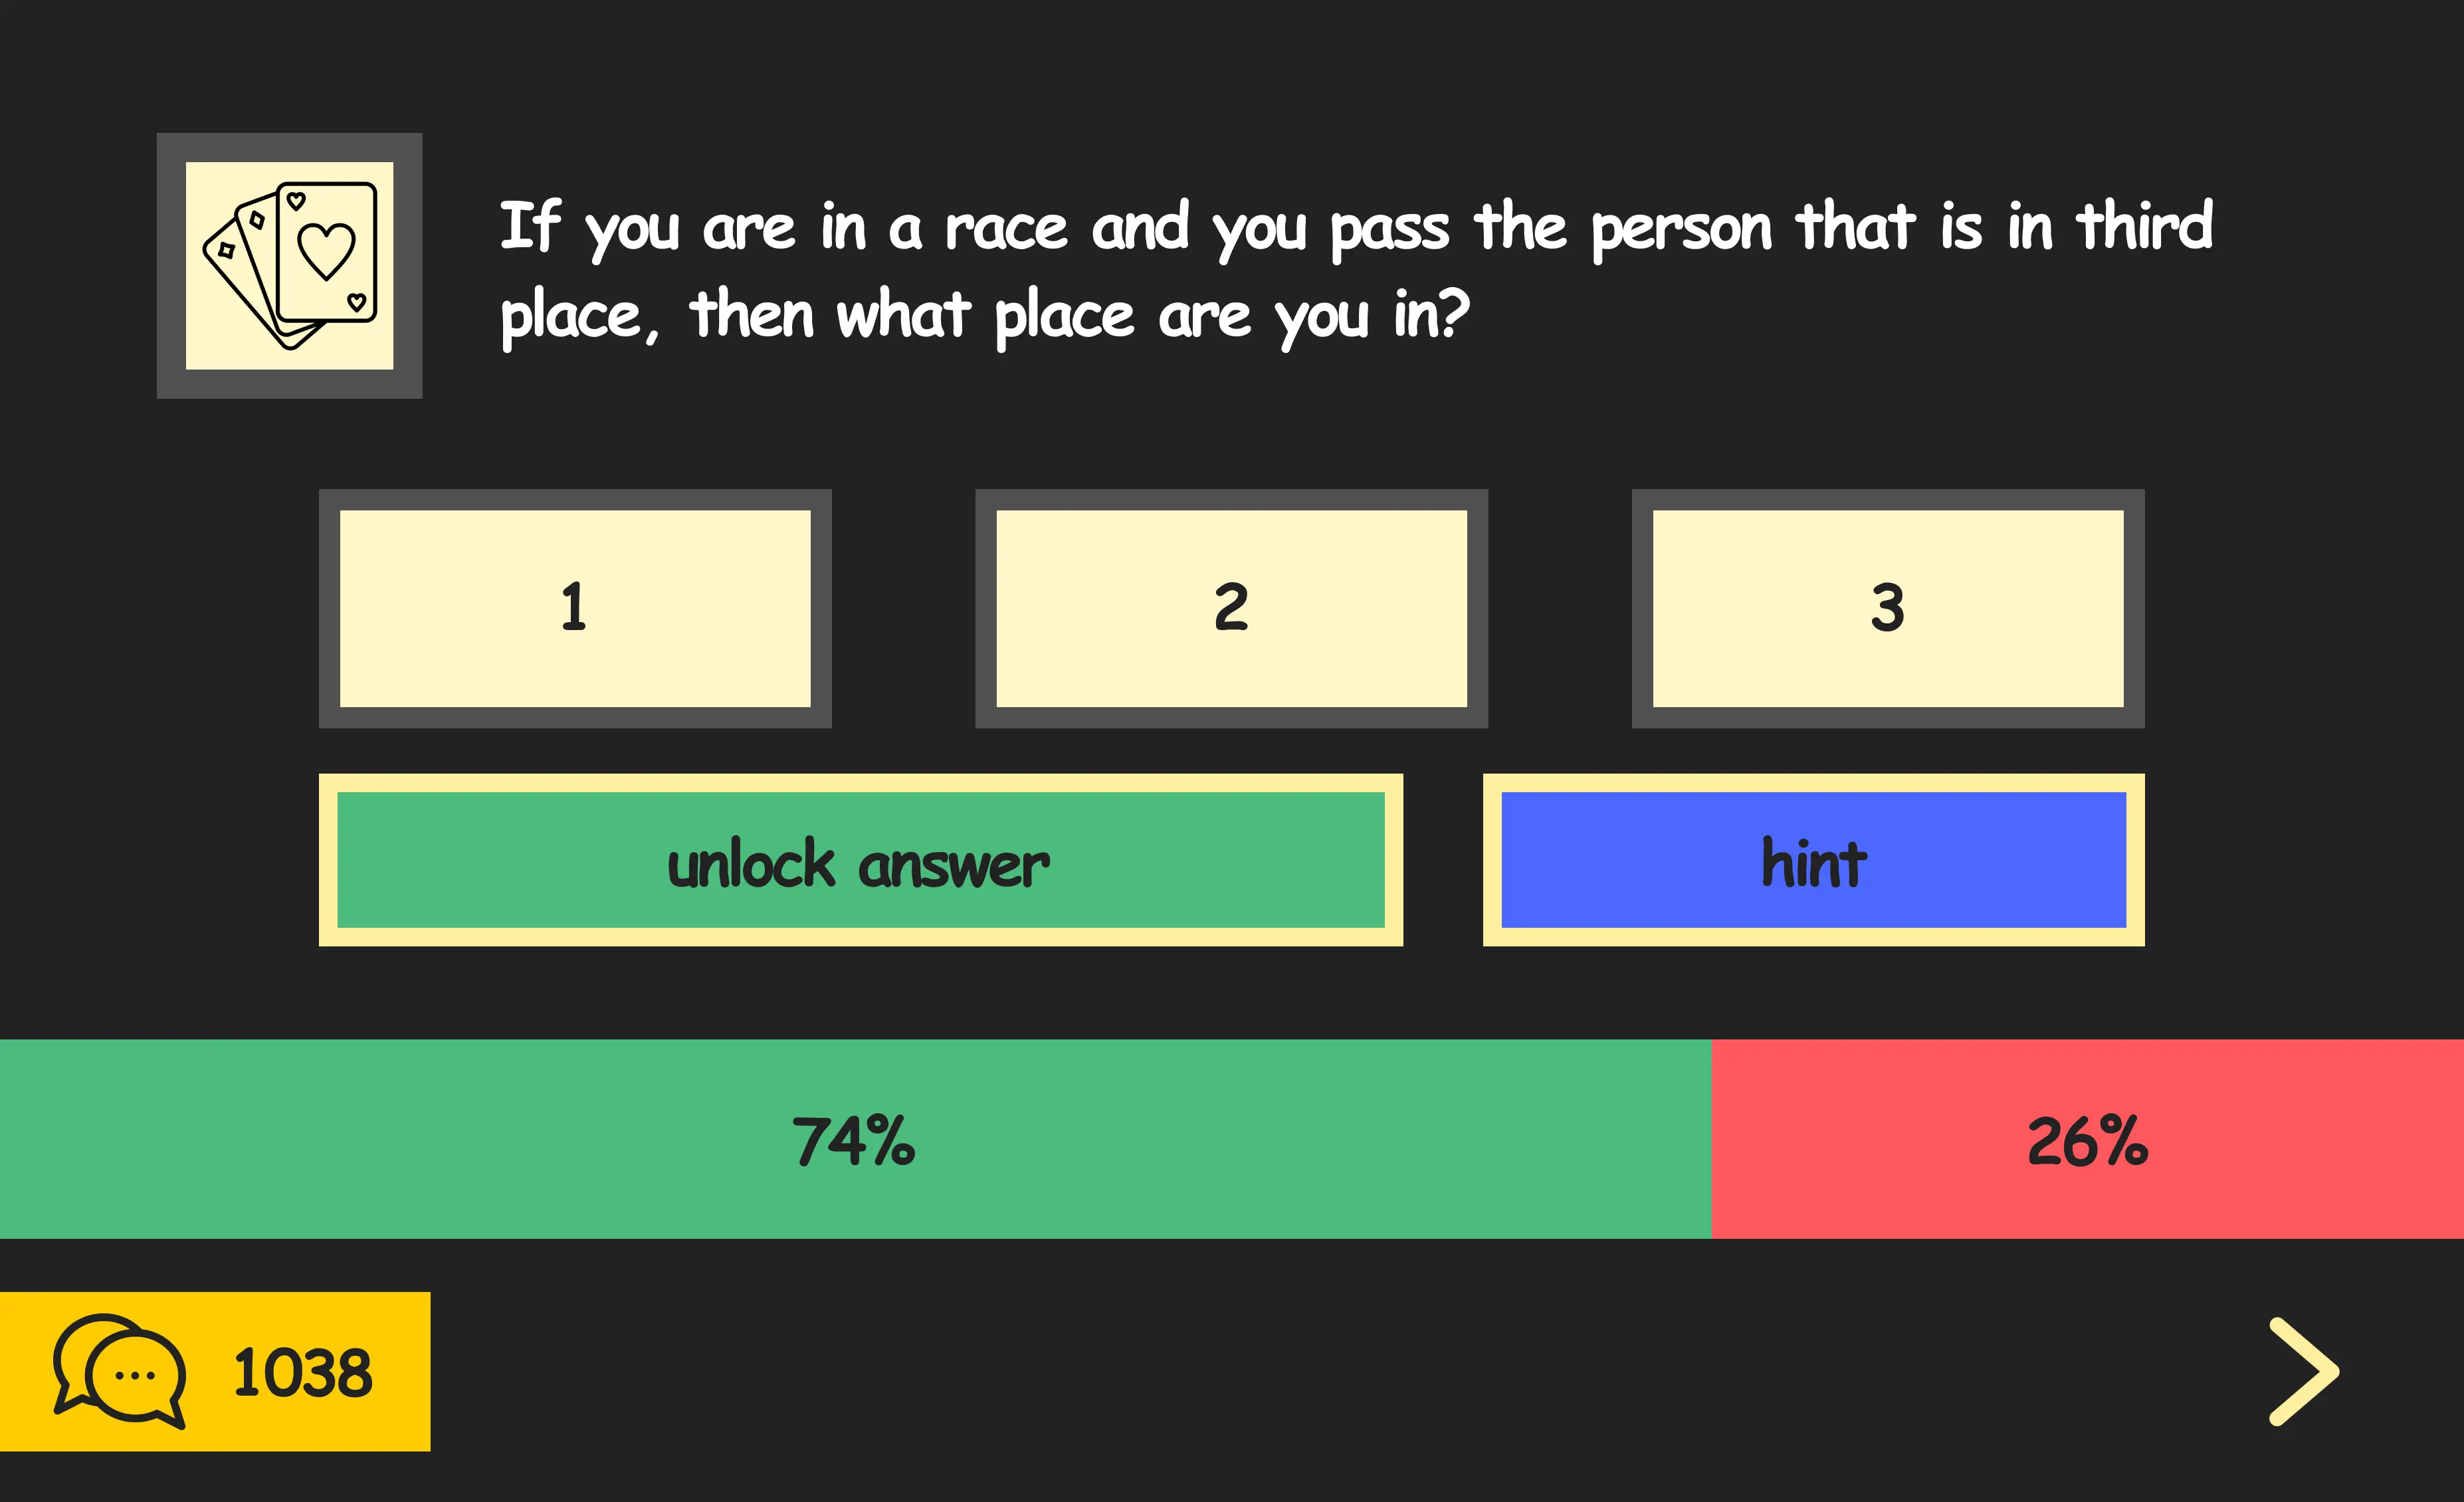 If you are in a race and you pass the person that is in third
place, then what place are you in?
1
2
3
unlock answer
hint
74%
26%
1038